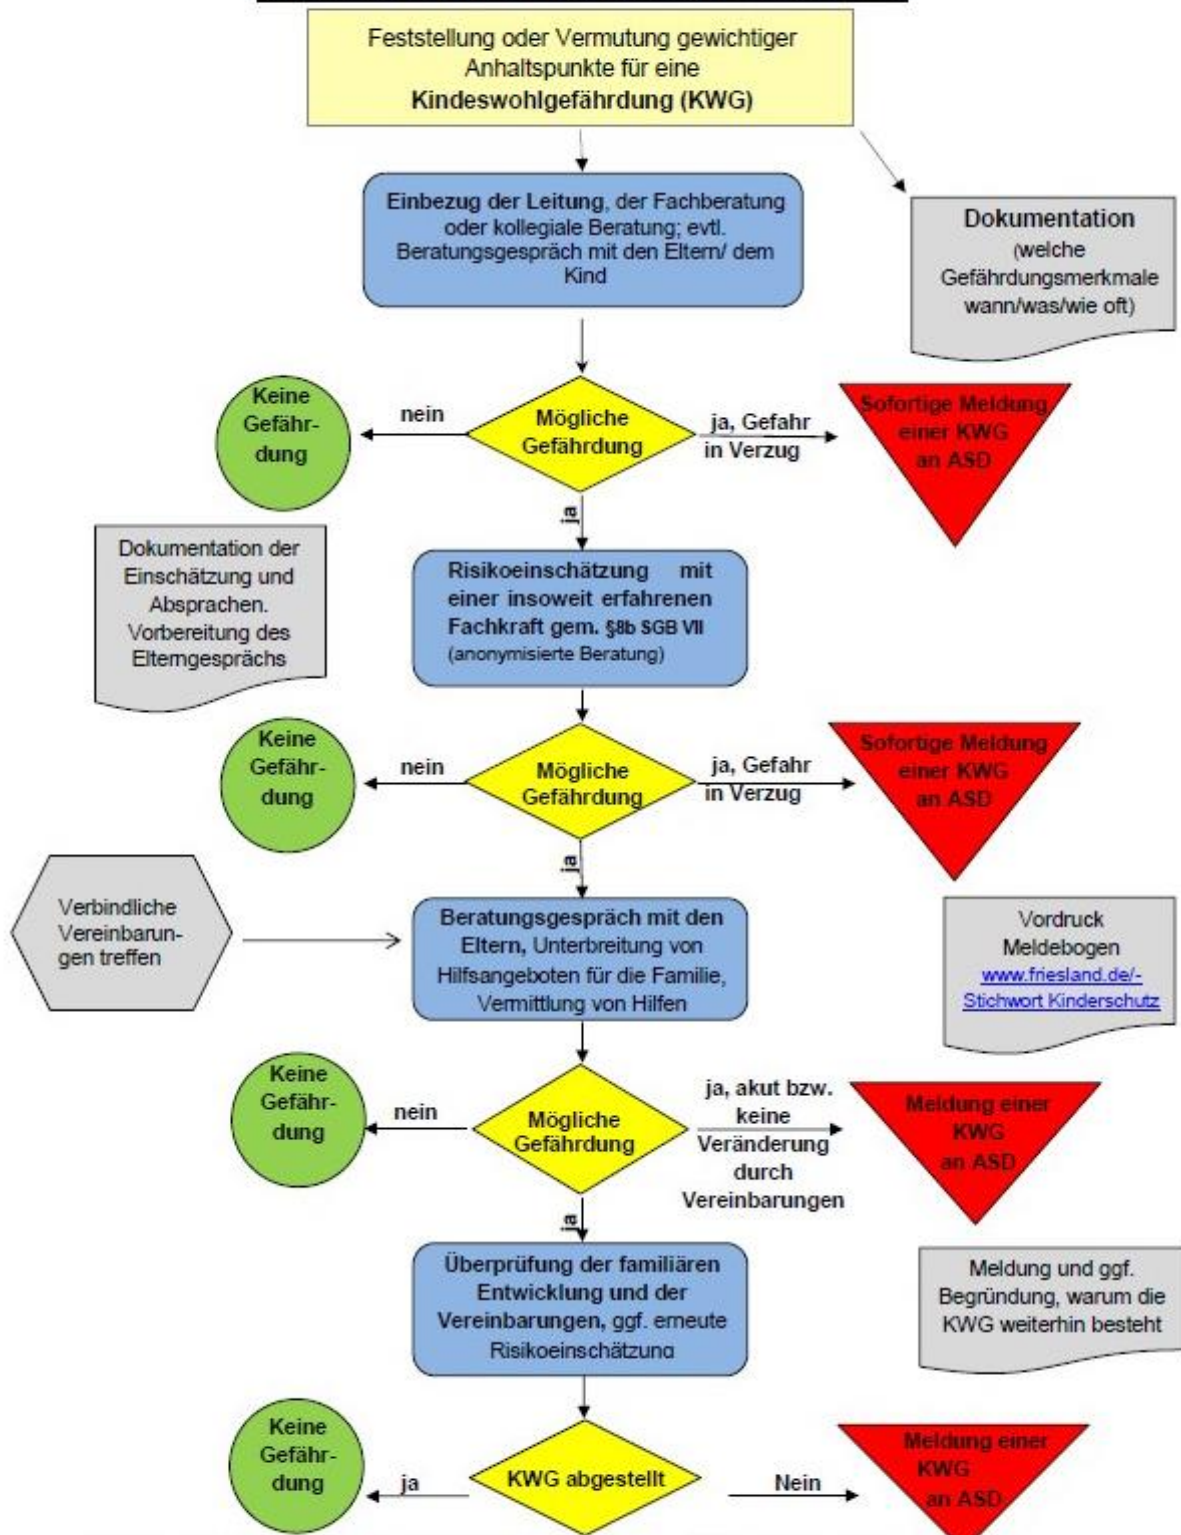 Feststellung oder Vermutung gewichtiger
Anhaltspunkte für eine
Kindeswohlgefährdung (KWG)
Einbezug der Leitung, der Fachberatung
oder kollegiale Beratung; evtl.
Beratungsgespräch mit den Eltern/ dem
Kind
Dokumentation
(welche
Gefährdungsmerkmale
wann/was/wie oft)
Keine
Gefähr-
dung
nein
Mögliche
Gefährdung
ja, Gefahr
in Verzug
Sofortige Meldung
einer KWG
an ASD
ja
Dokumentation der
Einschätzung und
Absprachen.
Vorbereitung des
Elterngesprächs
Risikoeinschätzung mit
einer insoweit erfahrenen
Fachkraft gem. §8b SGB VII
(anonymisierte Beratung)
Keine
Gefähr-
dung
nein
Mögliche
Gefährdung
ja, Gefahr
in Verzug
Sofortige Meldung
einer KWG
an ASD
ja
Verbindliche
Vereinbarun-
gen treffen
Beratungsgespräch mit den
Eltern, Unterbreitung von
Hilfsangeboten für die Familie,
Vermittlung von Hilfen
Vordruck
Meldebogen
www.friesland.de/-
Stichwort Kinderschutz
Keine
Gefähr-
dung
nein
Mögliche
Gefährdung
ja, akut bzw.
keine
Veränderung
durch
Vereinbarungen
Meldung einer
KWG
an ASD
ja
Überprüfung der familiären
Entwicklung und der
Vereinbarungen, ggf. erneute
Risikoeinschätzung
Meldung und ggf.
Begründung, warum die
KWG weiterhin besteht
Keine
Gefähr-
dung
ja
KWG abgestellt
Nein
Meldung einer
KWG
an ASD